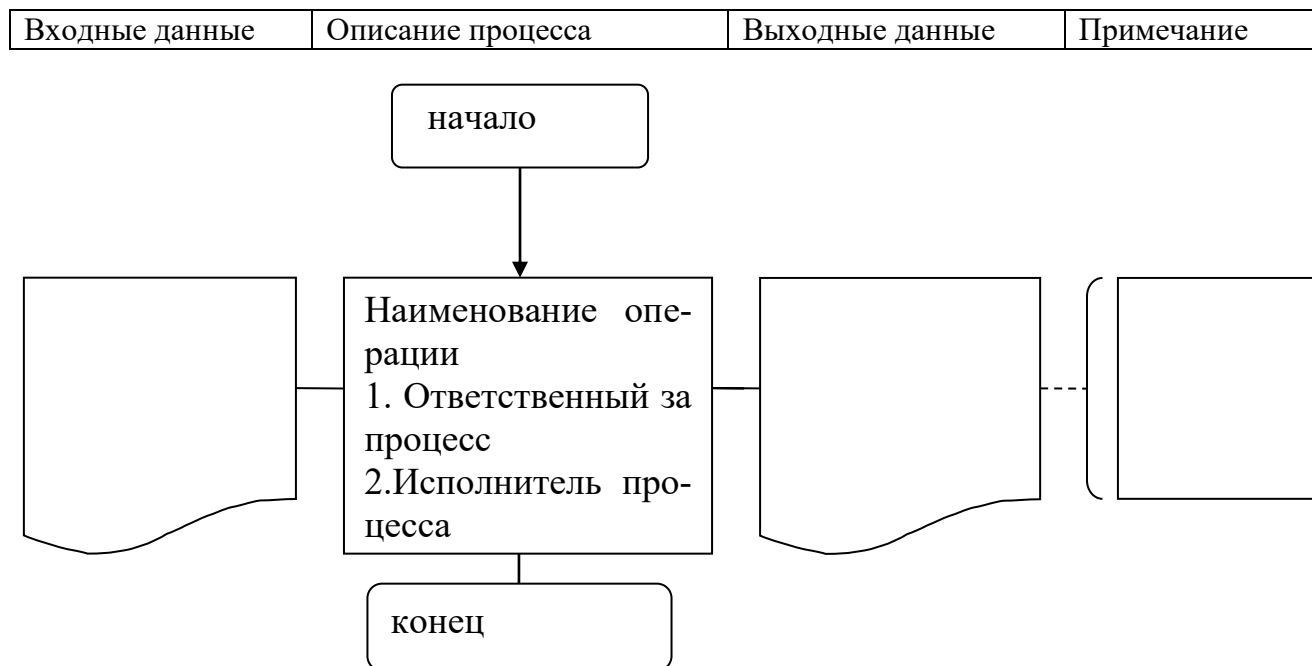 Входные данные Описание процесса Выходные данные Примечание
начало
Наименование опе-
рации
1. Ответственный за
процесс
2.Исполнитель про-
цесса
конец